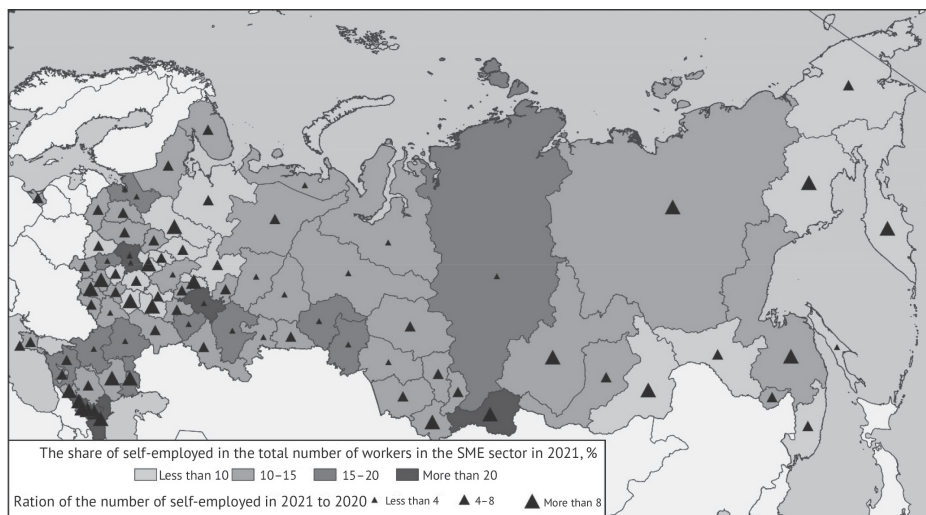 The share of self-employed in the total number of workers in the SME sector in 2021, %
Less than 10 10–15 15–20 More than 20
Ration of the number of self-employed in 2021 to 2020 Less than 4 4–8 More than 8